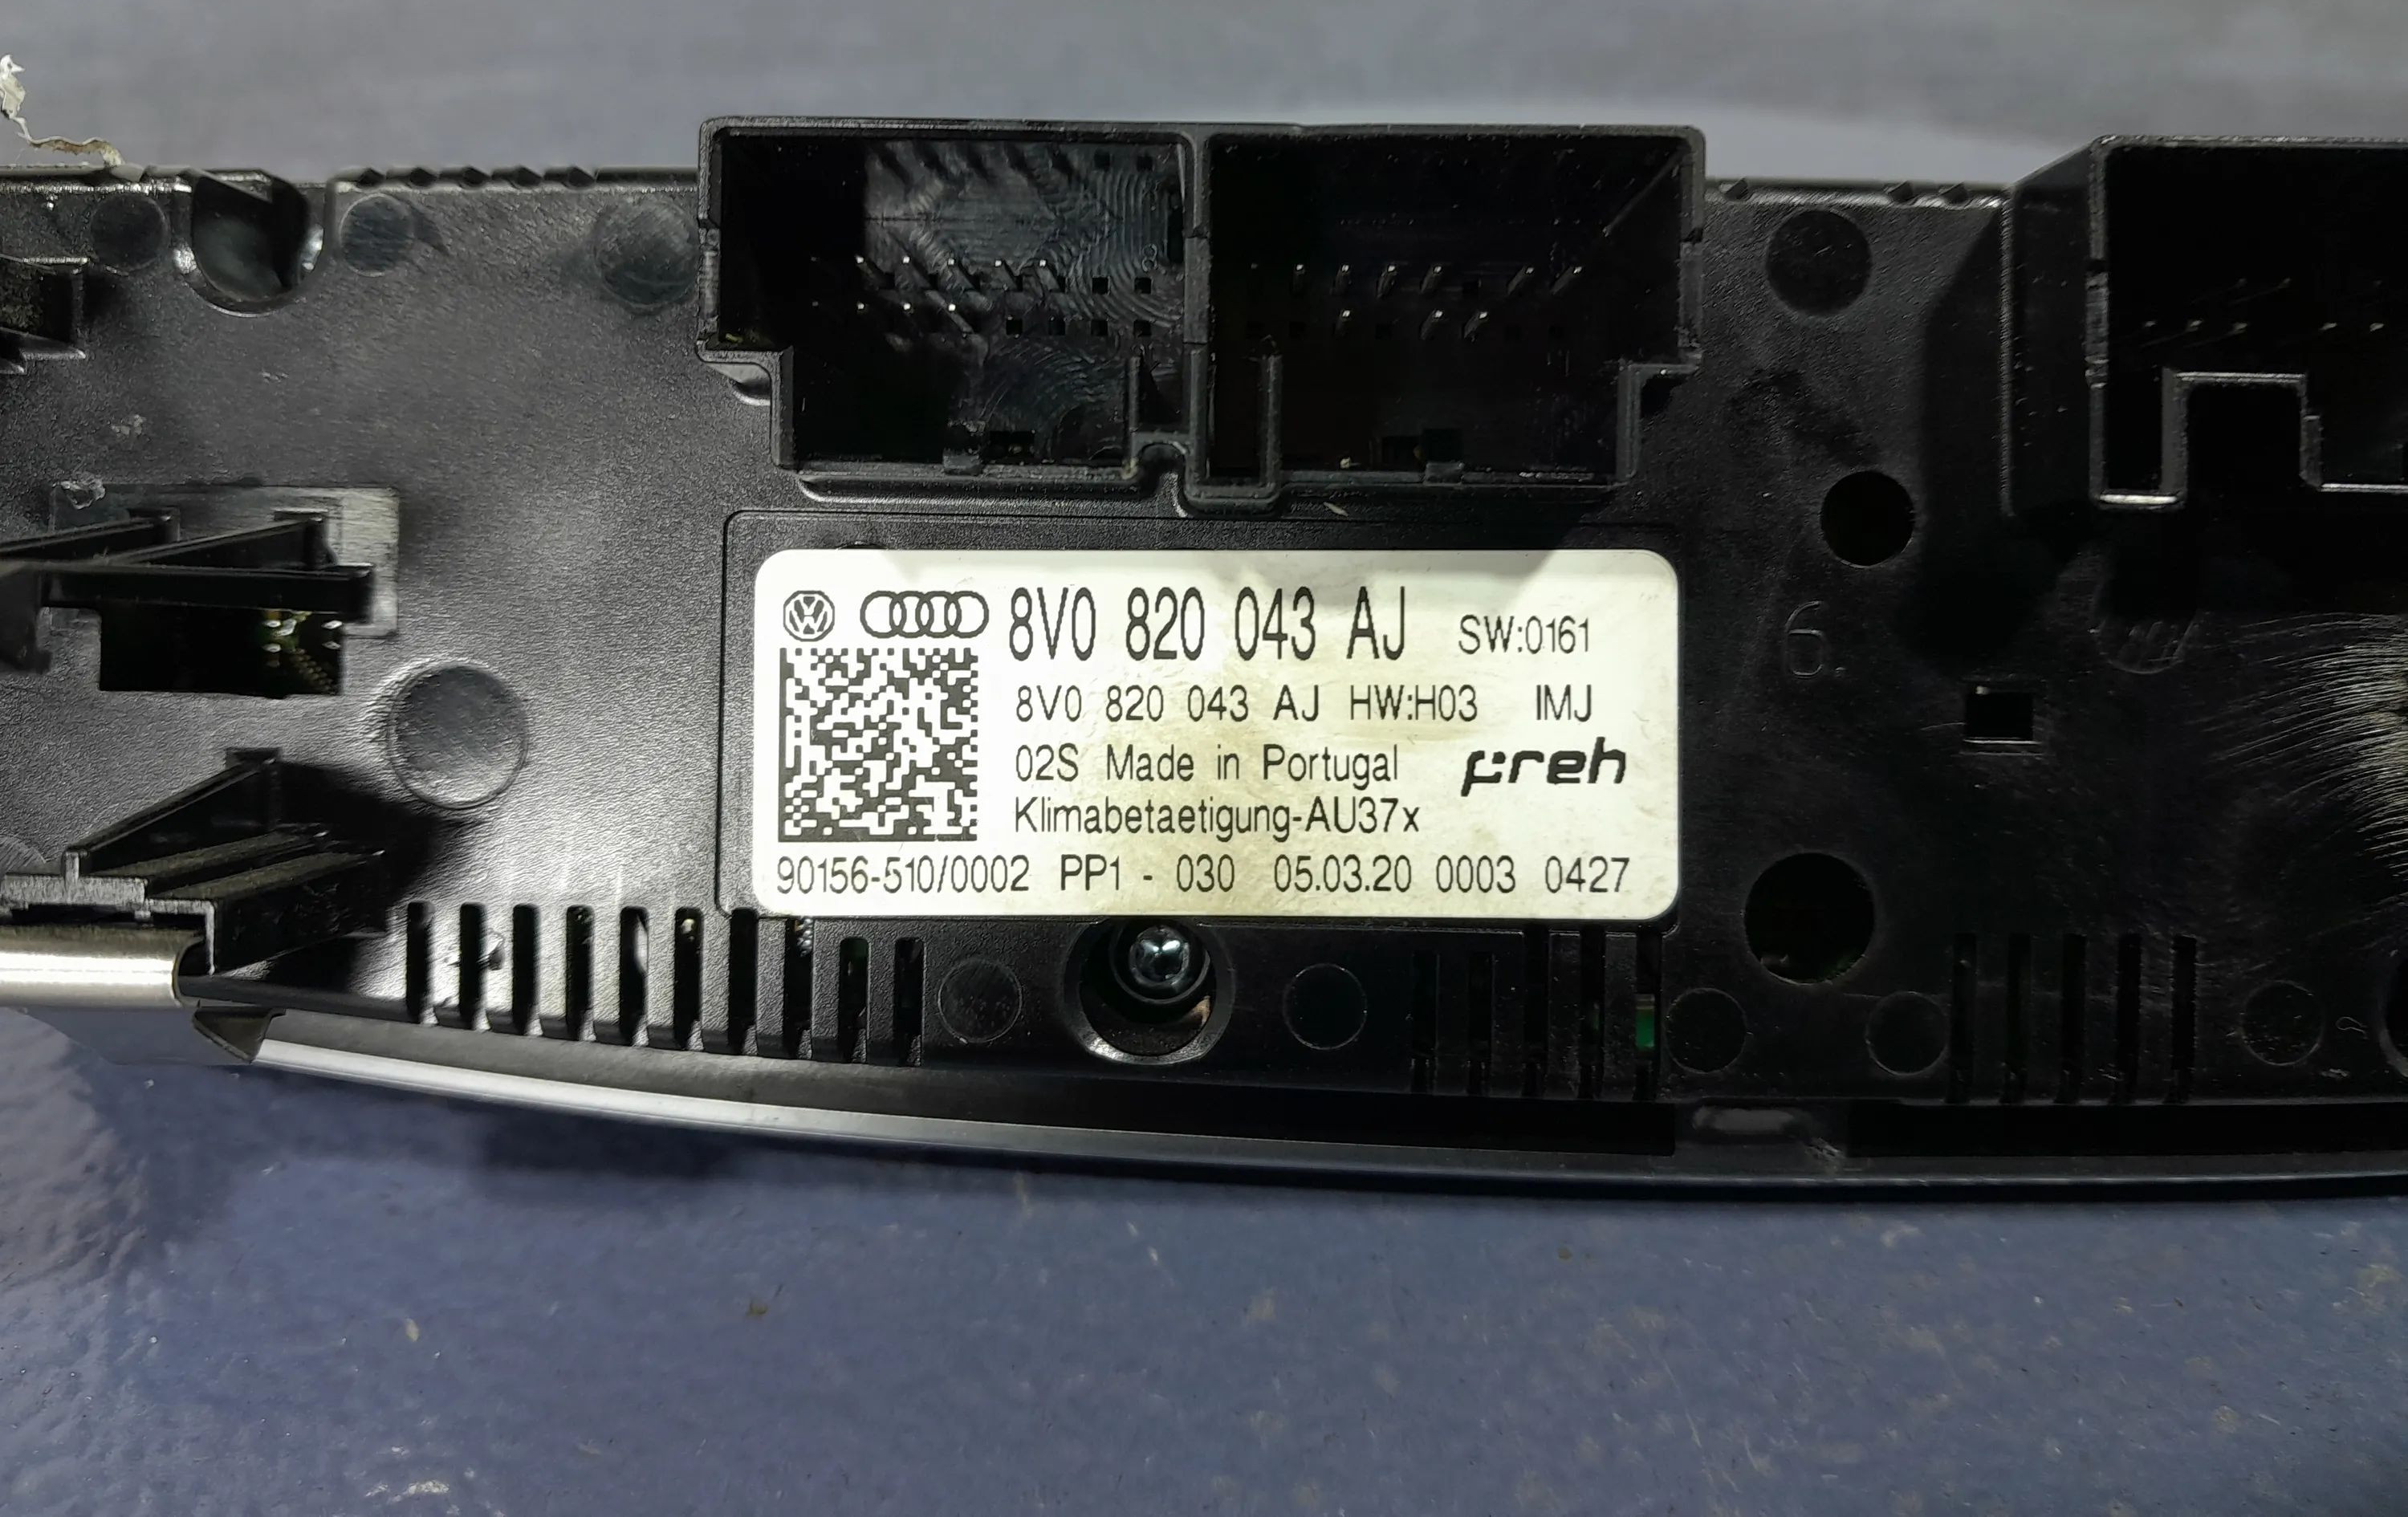 8V0 820 043 AJ SW:0161
8V0 820 043 AJ HW:H03 IMJ
02S Made in Portugal preh
Klimabetaetigung-AU37x
90156-510/0002 PP1 - 030 05.03.20 0003 0427
6.